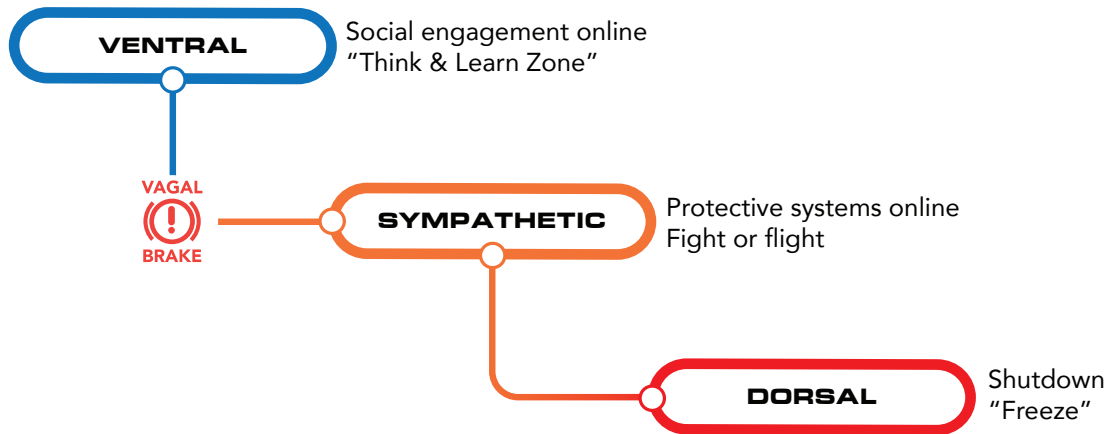 VENTRAL
Social engagement online
“Think & Learn Zone”
VAGAL
BRAKE
SYMPATHETIC
Protective systems online
Fight or flight
DORSAL
Shutdown
“Freeze”